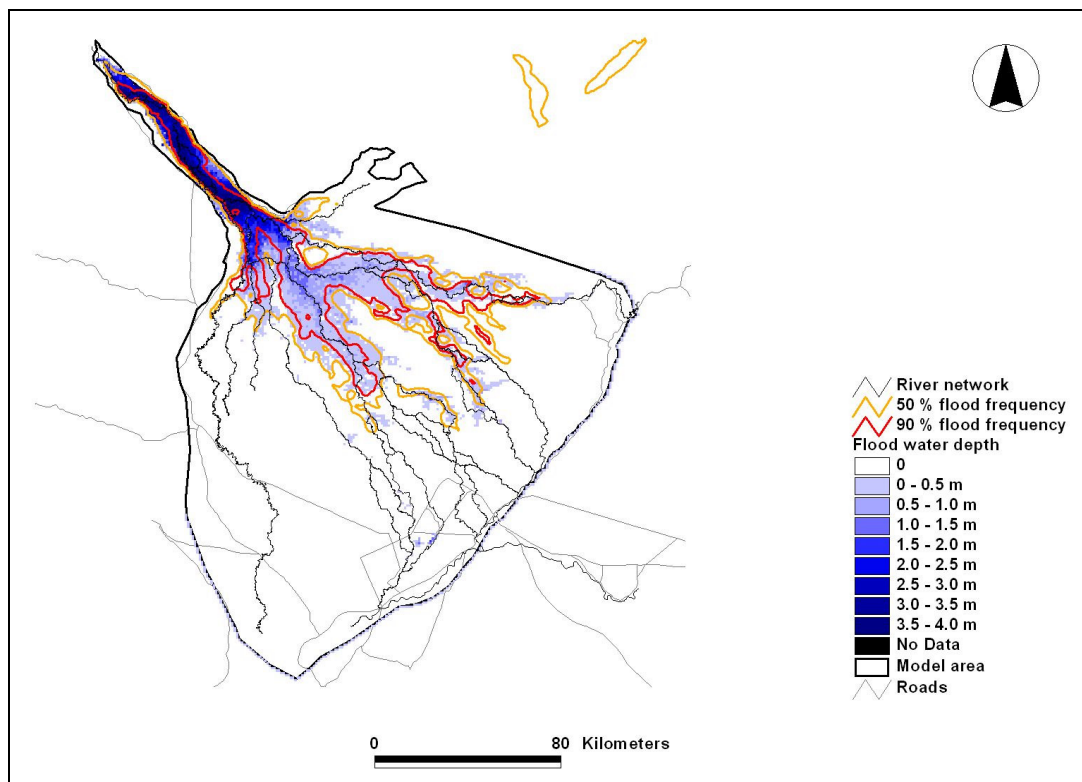 River network
50 % flood frequency
90 % flood frequency
Flood water depth
0
0 - 0.5 m
0.5 - 1.0 m
1.0 - 1.5 m
1.5 - 2.0 m
2.0 - 2.5 m
2.5 - 3.0 m
3.0 - 3.5 m
3.5 - 4.0 m
No Data
Model area
Roads
0 80 Kilometers